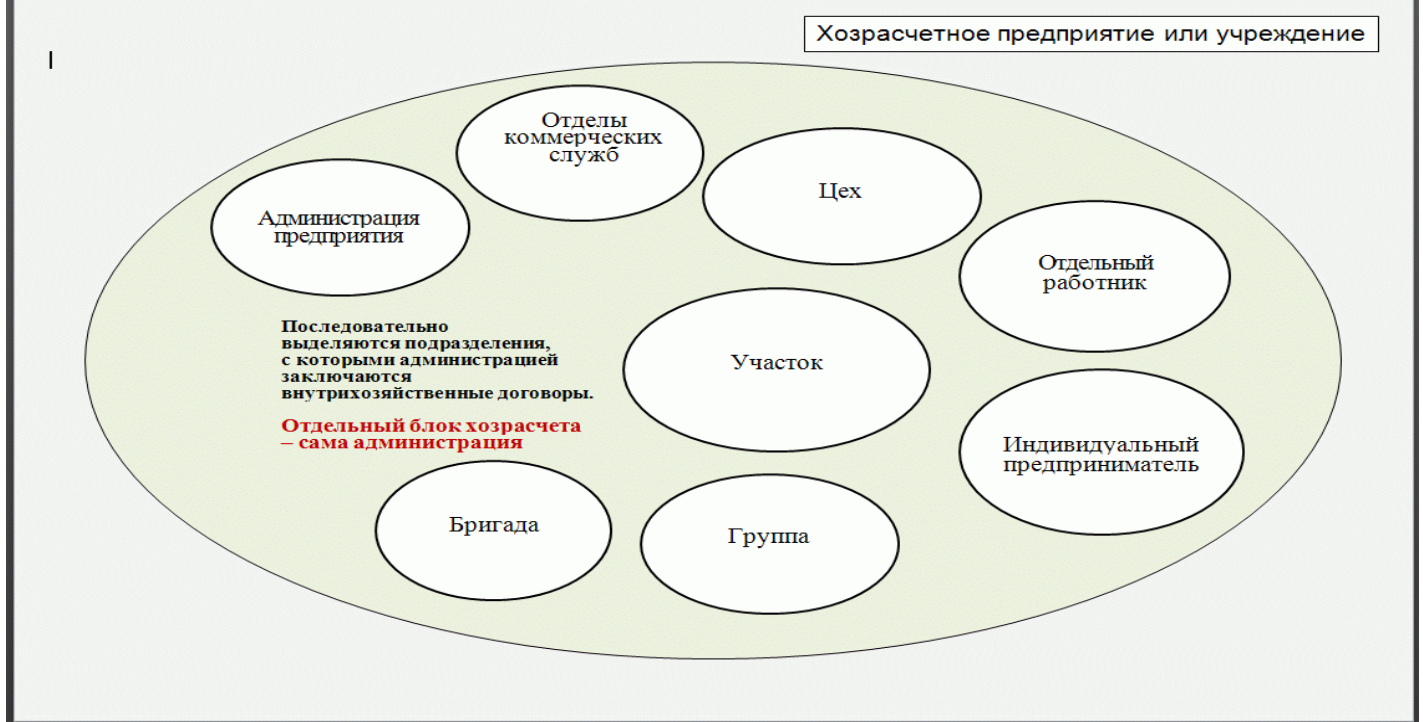 Хозрасчетное предприятие или учреждение
I
Отделы
коммерческих
служб
Цех
Администрация
предприятия
Отдельный
работник
Последовательно
выделяются подразделения,
с которыми администрацией
заключаются
внутрихозяйственные договоры.
Участок
Отдельный блок хозрасчета
– сама администрация
Индивидуальный
предприниматель
Бригада
Группа